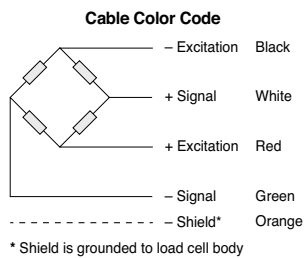 Cable Color Code
– Excitation Black
+ Signal White
+ Excitation Red
– Signal Green
– Shield* Orange
* Shield is grounded to load cell body